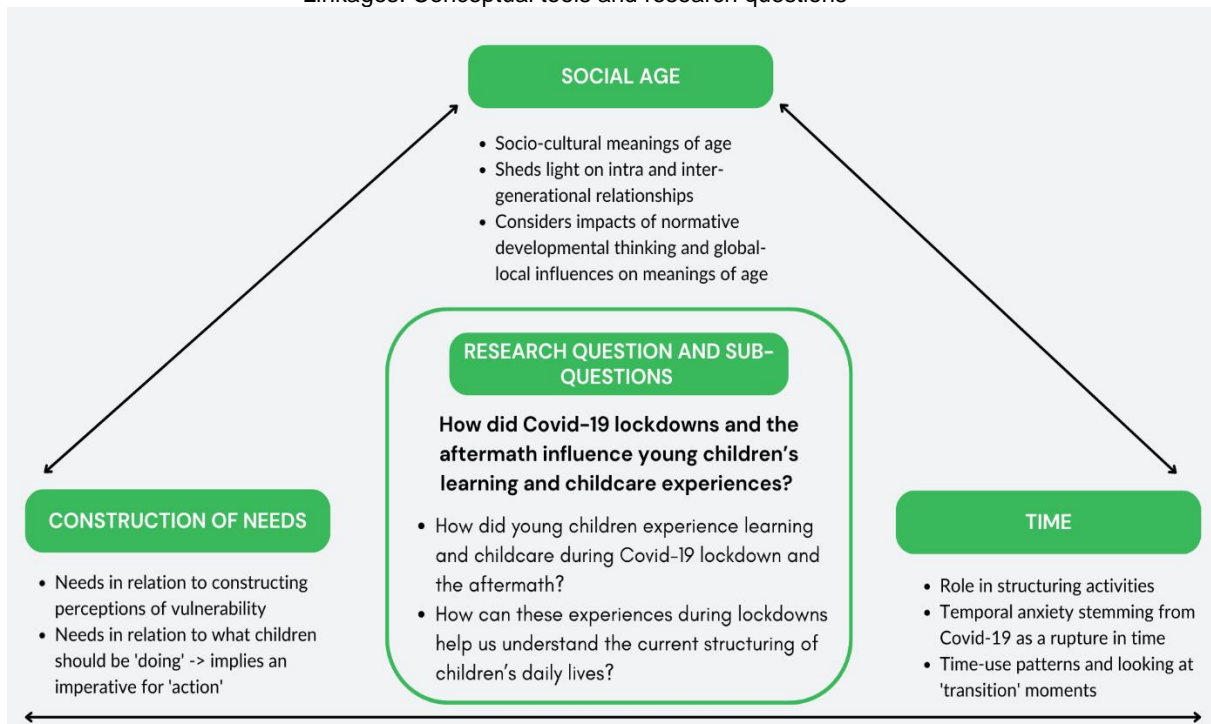 Linkages: Conceptual tools and research questions
SOCIAL AGE
• Socio-cultural meanings of age
• Sheds light on intra and inter-
generational relationships
• Considers impacts of normative
developmental thinking and global-
local influences on meanings of age
RESEARCH QUESTION AND SUB-
QUESTIONS
How did Covid-19 lockdowns and the
aftermath influence young children's
learning and childcare experiences?
• How did young children experience learning
and childcare during Covid-19 lockdown and
the aftermath?
• How can these experiences during lockdowns
help us understand the current structuring of
children's daily lives?
CONSTRUCTION OF NEEDS
• Needs in relation to constructing
perceptions of vulnerability
• Needs in relation to what children
should be 'doing' -> implies an
imperative for 'action'
TIME
• Role in structuring activities
• Temporal anxiety stemming from
Covid-19 as a rupture in time
• Time-use patterns and looking at
'transition' moments